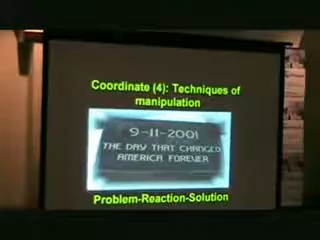 Coordinate (4): Techniques of
manipulation
9-11-2001
THE DAY THAT CHANGED
AMERICA FOREVER
Problem-Reaction-Solution